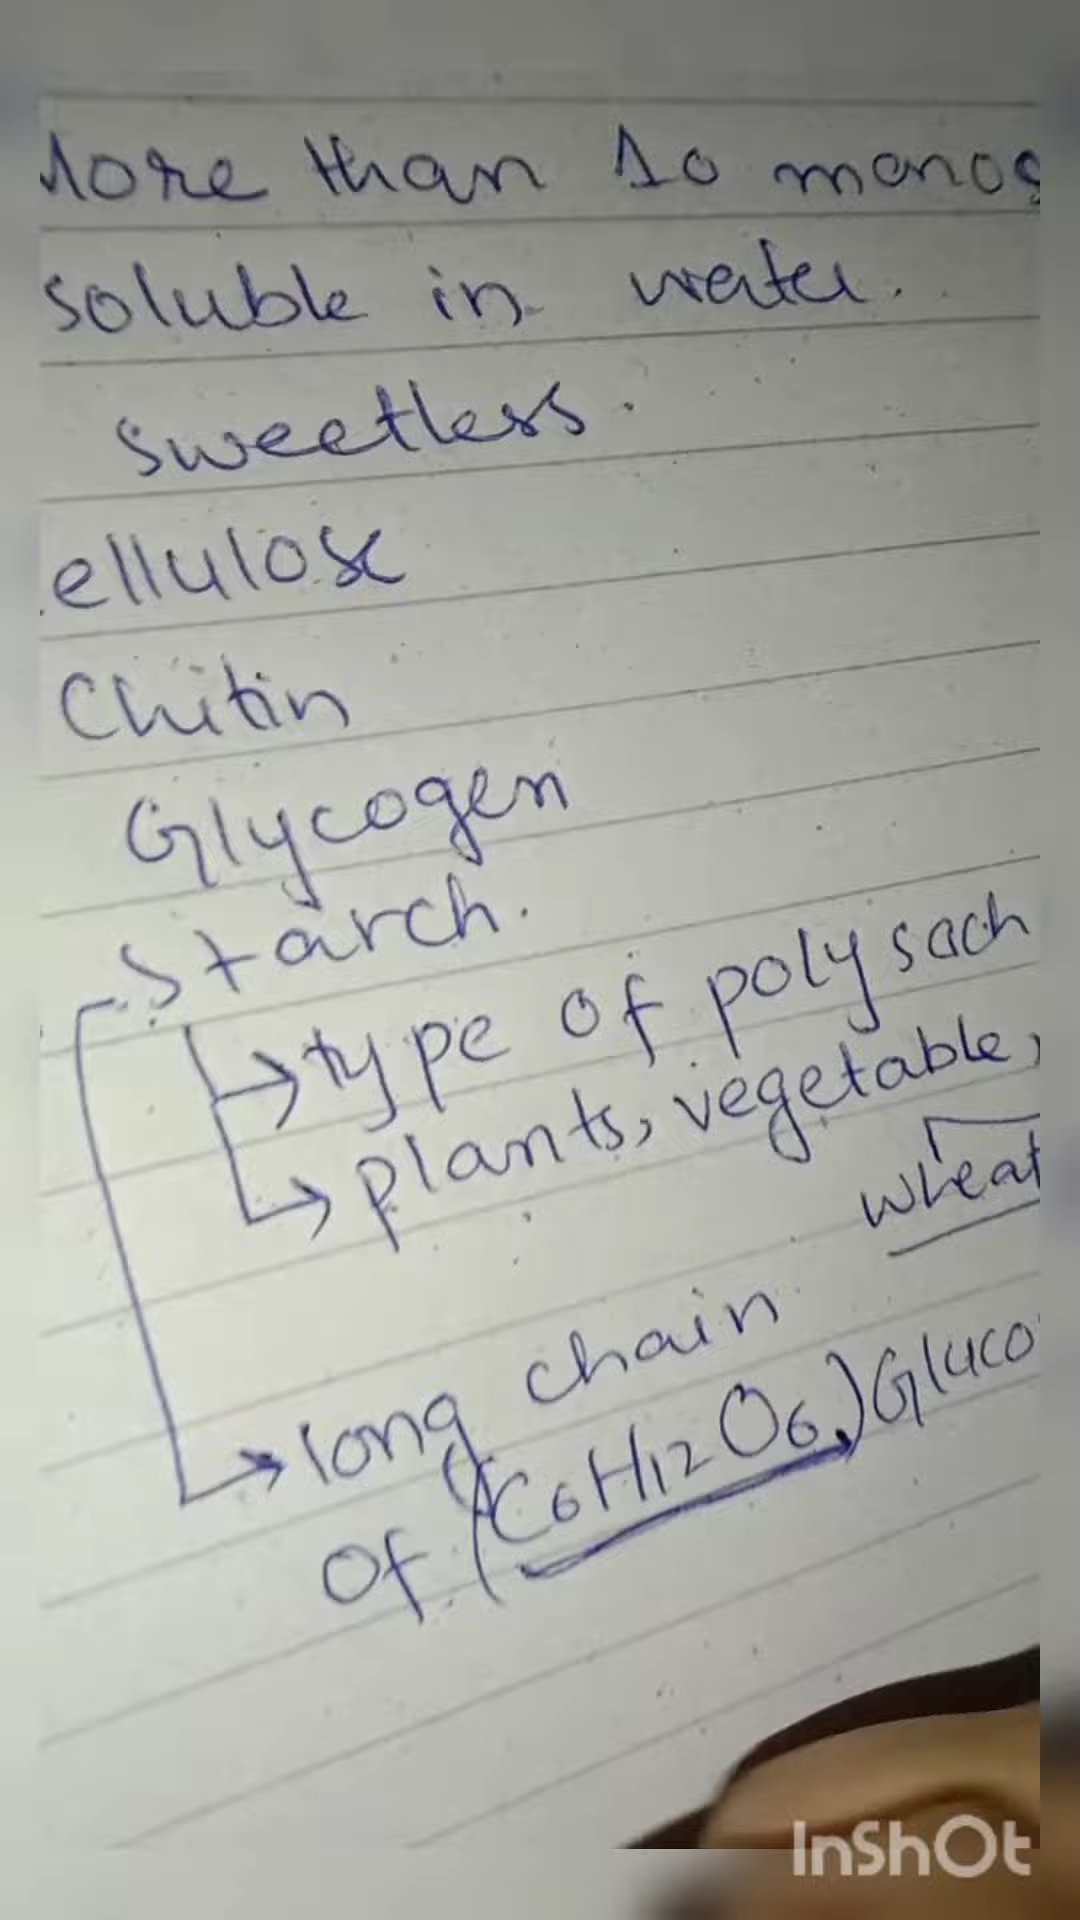 More than 10 monos
soluble in water.
sweetless.
ellulose
Chitin
Glycogen
Starch.
→ type of polysach
→ plants, vegetable,
wheat
→ long chain
of (C6H12O6) Gluco
InShOt